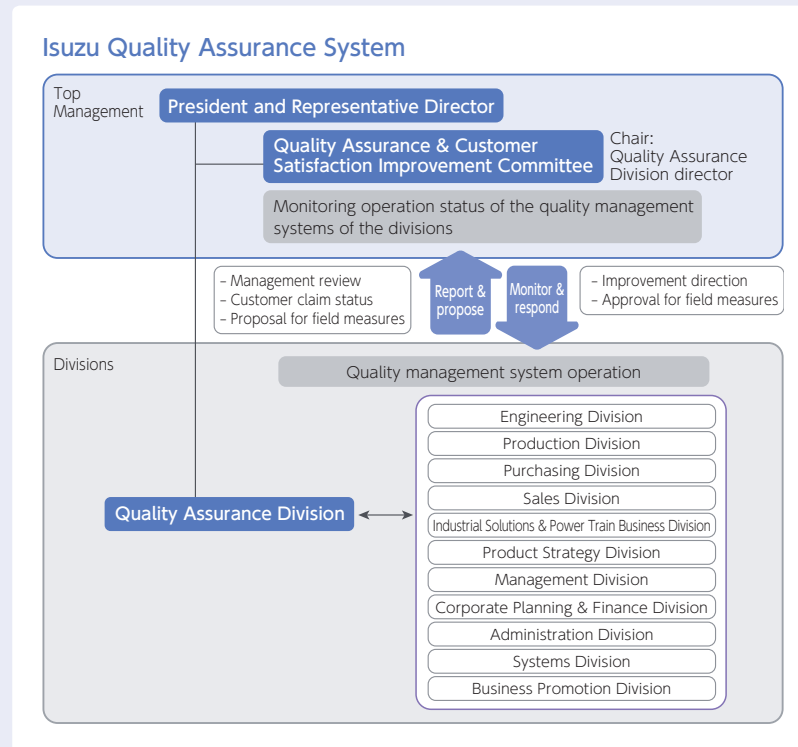 Isuzu Quality Assurance System
Top
Management
President and Representative Director
Quality Assurance & Customer
Satisfaction Improvement Committee
Chair:
Quality Assurance
Division director
Monitoring operation status of the quality management
systems of the divisions
– Management review
– Customer claim status
– Proposal for field measures
Report &
propose
Monitor &
respond
– Improvement direction
– Approval for field measures
Divisions
Quality management system operation
Quality Assurance Division
Engineering Division
Production Division
Purchasing Division
Sales Division
Industrial Solutions & Power Train Business Division
Product Strategy Division
Management Division
Corporate Planning & Finance Division
Administration Division
Systems Division
Business Promotion Division